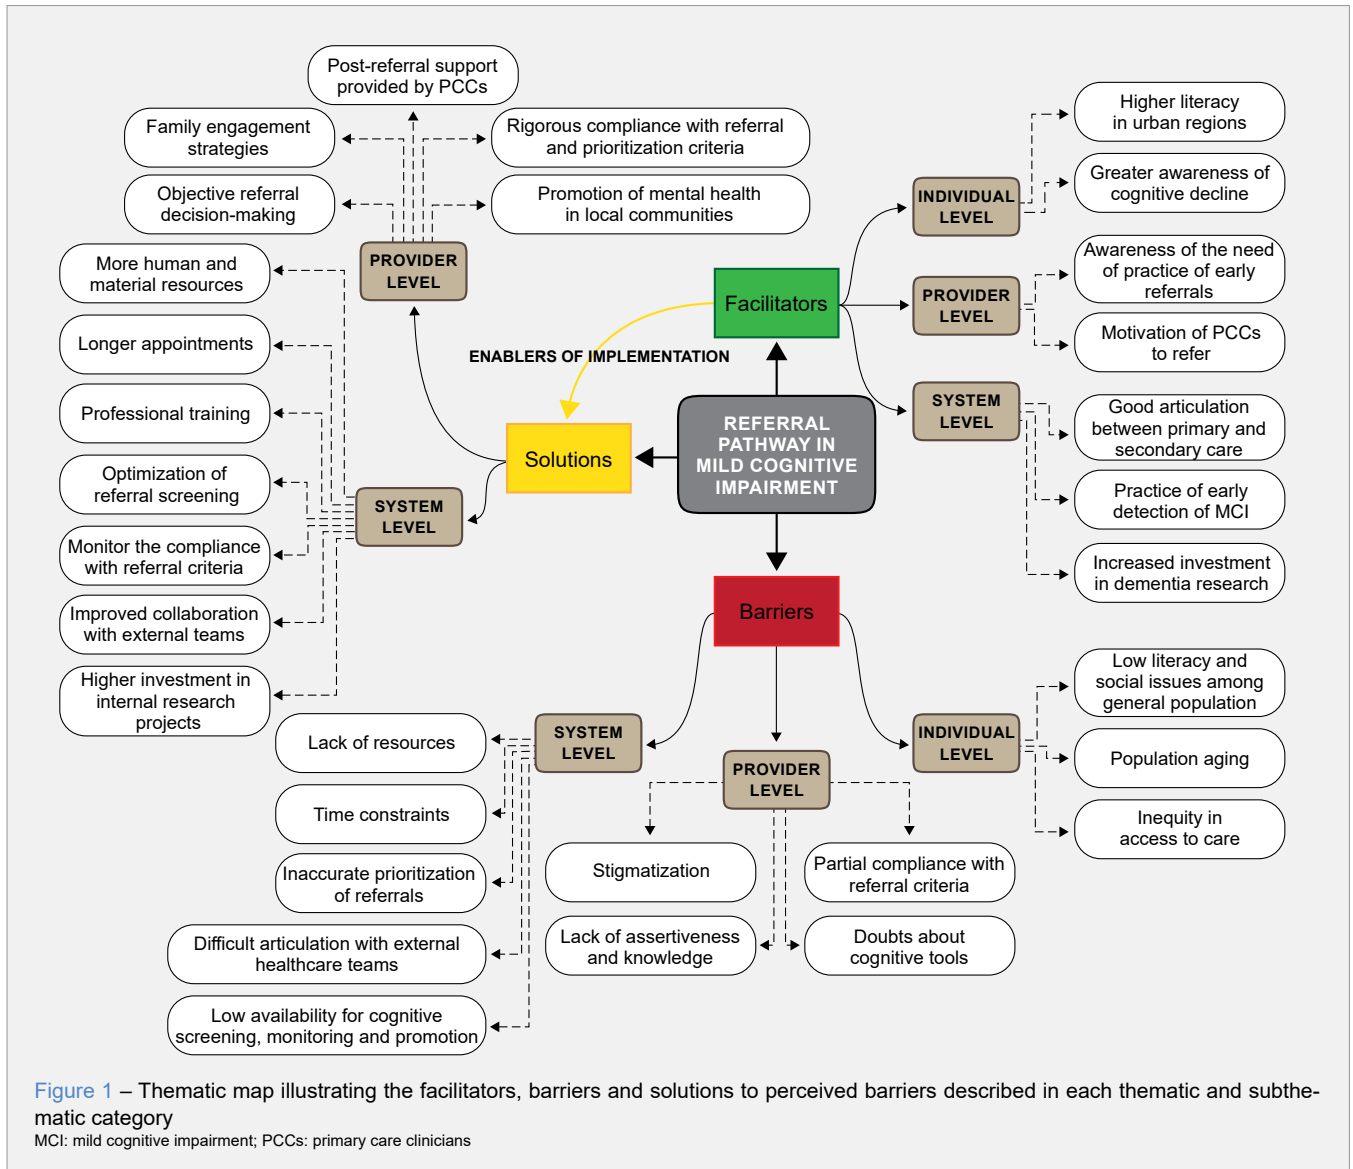 Post-referral support
provided by PCCs
Family engagement
strategies
Rigorous compliance with referral
and prioritization criteria
Objective referral
decision-making
Promotion of mental health
in local communities
PROVIDER
LEVEL
More human and
material resources
Longer appointments
Professional training
Optimization of
referral screening
Monitor the compliance
with referral criteria
Improved collaboration
with external teams
Higher investment in
internal research
projects
SYSTEM
LEVEL
Solutions
ENABLERS OF IMPLEMENTATION
Facilitators
REFERRAL
PATHWAY IN
MILD COGNITIVE
IMPAIRMENT
INDIVIDUAL
LEVEL
Higher literacy
in urban regions
Greater awareness of
cognitive decline
PROVIDER
LEVEL
Awareness of the need
of practice of early
referrals
Motivation of PCCs
to refer
SYSTEM
LEVEL
Good articulation
between primary and
secondary care
Practice of early
detection of MCI
Increased investment
in dementia research
Barriers
SYSTEM
LEVEL
Lack of resources
Time constraints
Inaccurate prioritization
of referrals
Difficult articulation with external
healthcare teams
Low availability for cognitive
screening, monitoring and promotion
PROVIDER
LEVEL
Stigmatization
Partial compliance with
referral criteria
Lack of assertiveness
and knowledge
Doubts about
cognitive tools
INDIVIDUAL
LEVEL
Low literacy and
social issues among
general population
Population aging
Inequity in
access to care
Figure 1 – Thematic map illustrating the facilitators, barriers and solutions to perceived barriers described in each thematic and subthe-
matic category
MCI: mild cognitive impairment; PCCs: primary care clinicians